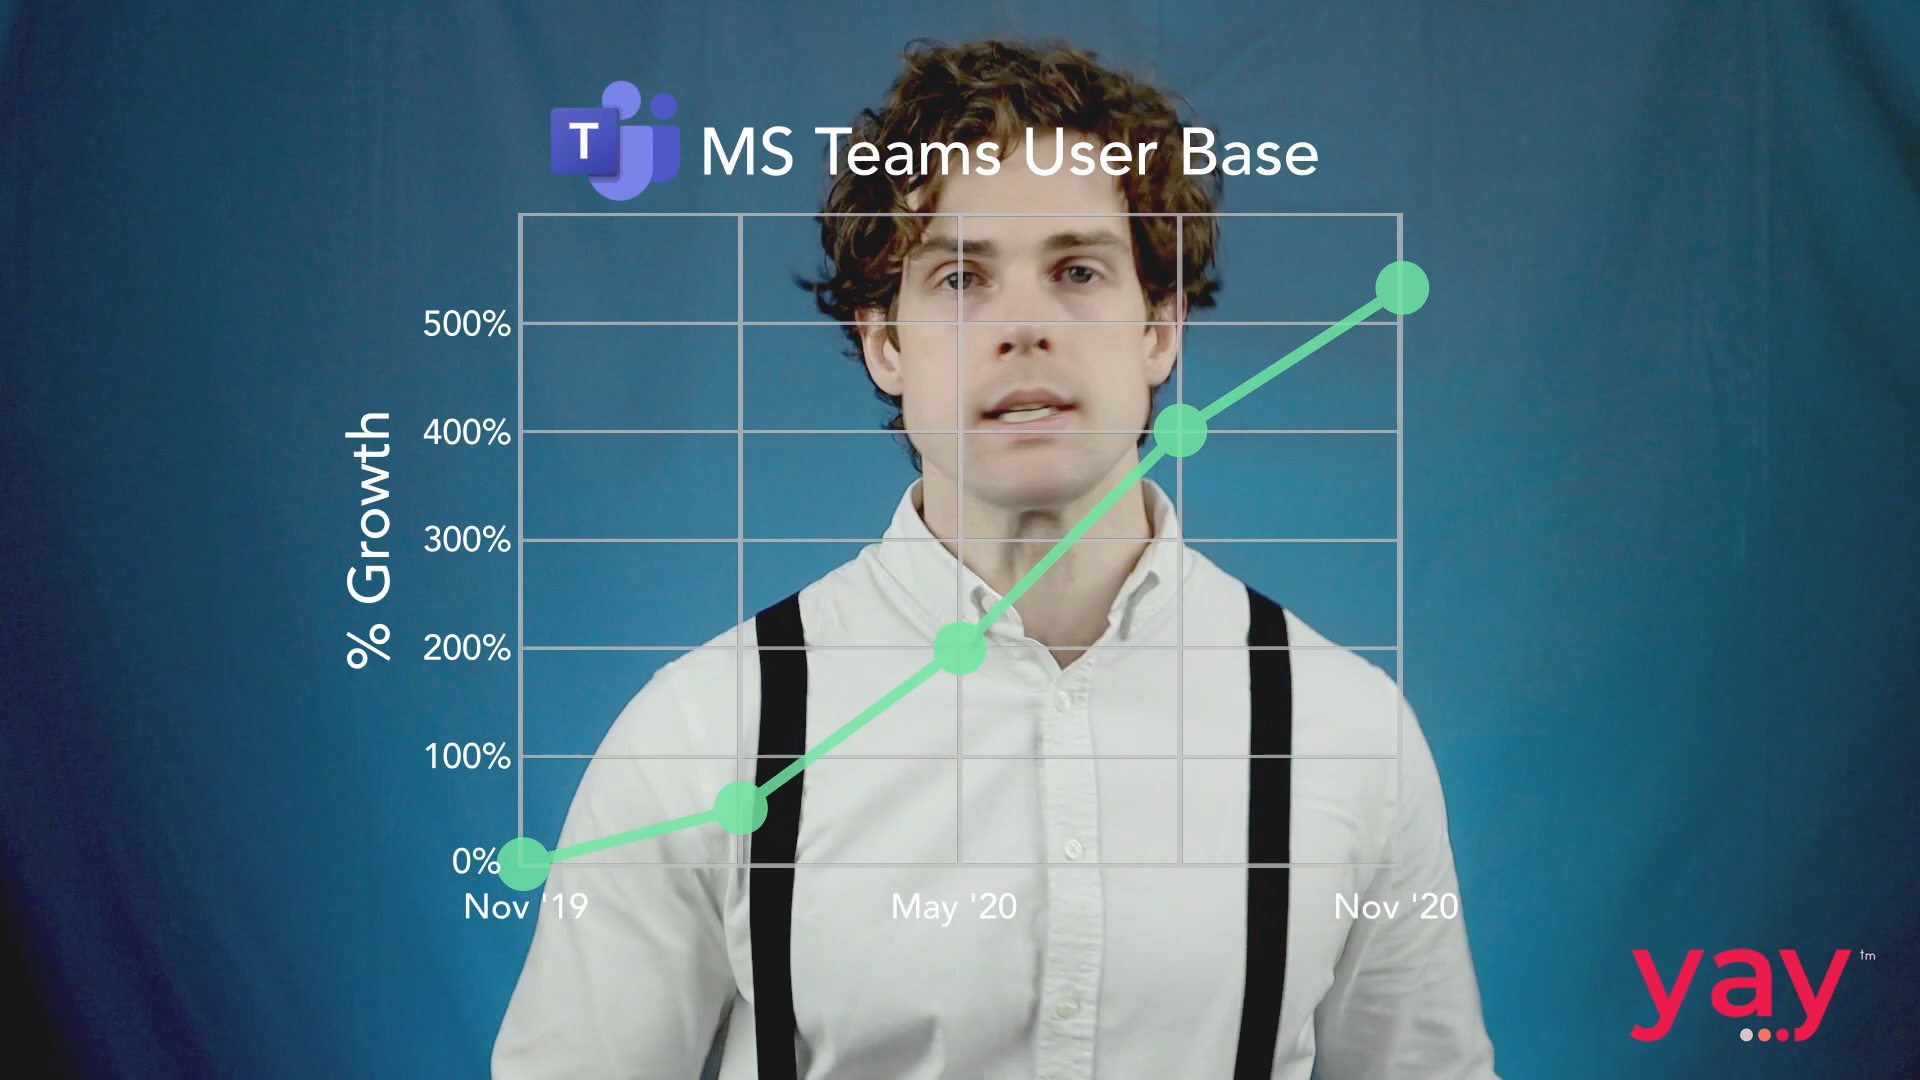 T
MS Teams User Base
% Growth
500%
400%
300%
200%
100%
0%
Nov '19
May '20
Nov '20
yay
tm